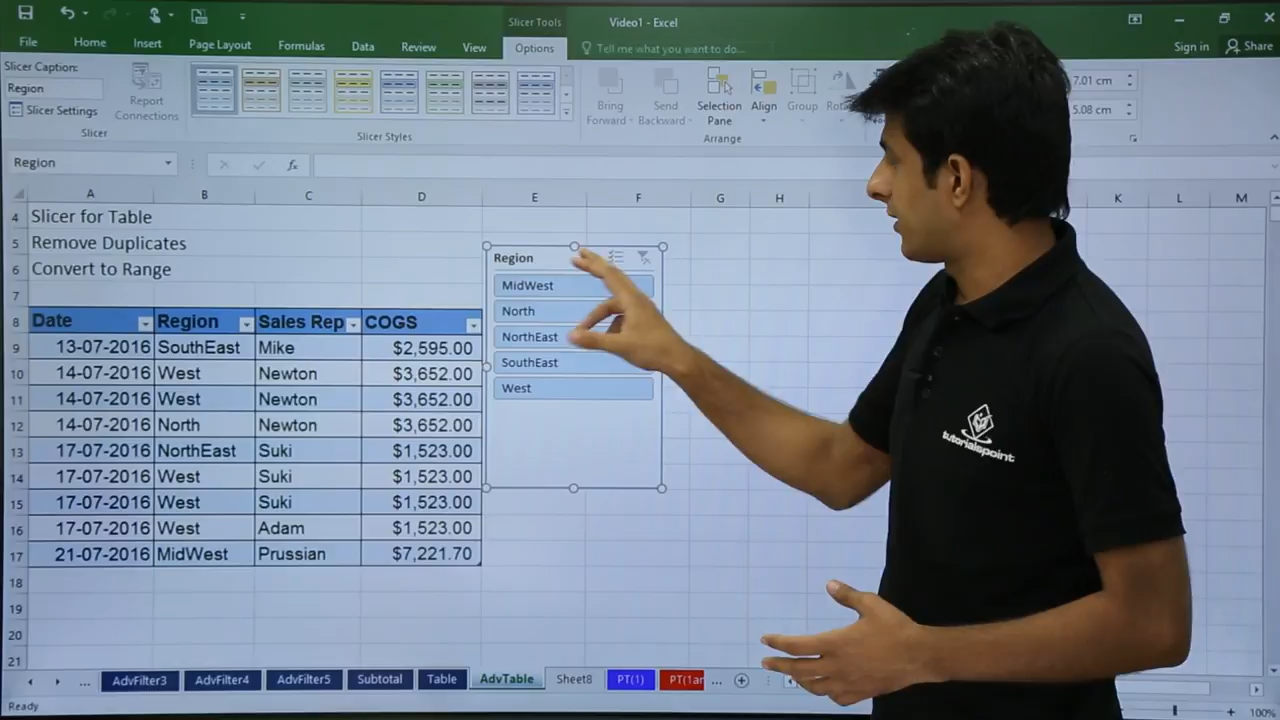 Slicer Tools
Video1 - Excel
File Home Insert Page Layout Formulas Data Review View Options Tell me what you want to do... Sign in Share
Slicer Caption:
Region
Slicer Settings
Report
Connections
Slicer
Slicer Styles
Bring
Forward
Send
Backward
Selection
Pane
Align
Group
Arrange
7.01 cm
5.08 cm
Region
fx
A B C D E F G H K L M
4 Slicer for Table
5 Remove Duplicates
6 Convert to Range
7
8 Date Region Sales Rep COGS
9 13-07-2016 SouthEast Mike $2,595.00
10 14-07-2016 West Newton $3,652.00
11 14-07-2016 West Newton $3,652.00
12 14-07-2016 North Newton $3,652.00
13 17-07-2016 NorthEast Suki $1,523.00
14 17-07-2016 West Suki $1,523.00
15 17-07-2016 West Suki $1,523.00
16 17-07-2016 West Adam $1,523.00
17 21-07-2016 MidWest Prussian $7,221.70
18
19
20
21
Region
MidWest
North
NorthEast
SouthEast
West
tutorialspoint
... AdvFilter3 AdvFilter4 AdvFilter5 Subtotal Table AdvTable Sheet8 PT(1) PT(1ar ...
Ready
100%